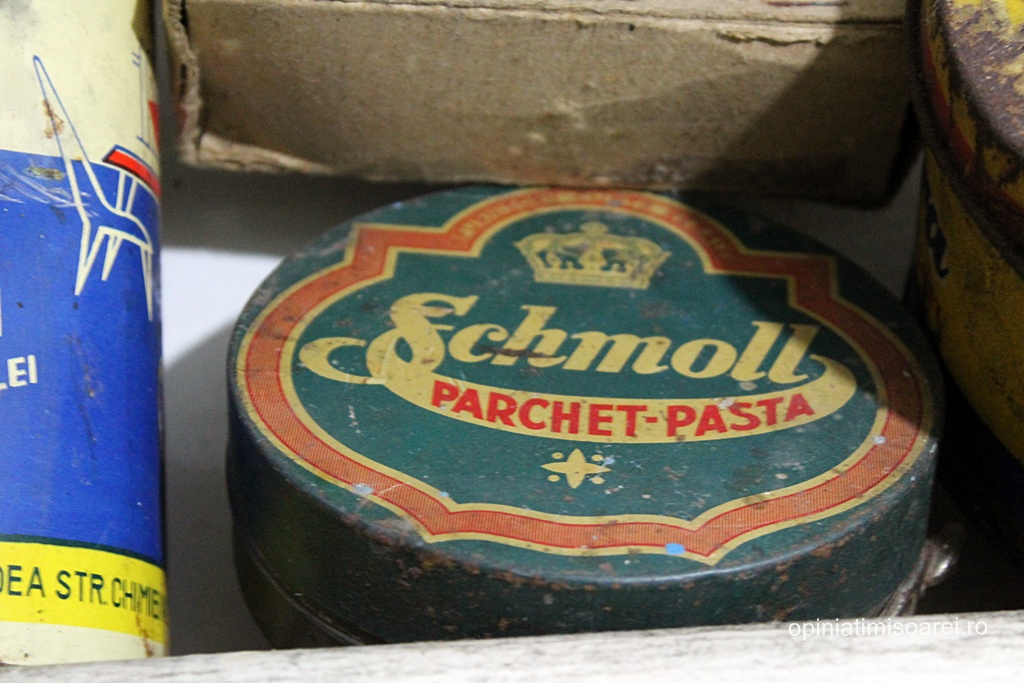 Schmoll
PARCHET-PASTA
LEI
DEA STR. CHIMIEI
a
opiniatimisoarei.ro